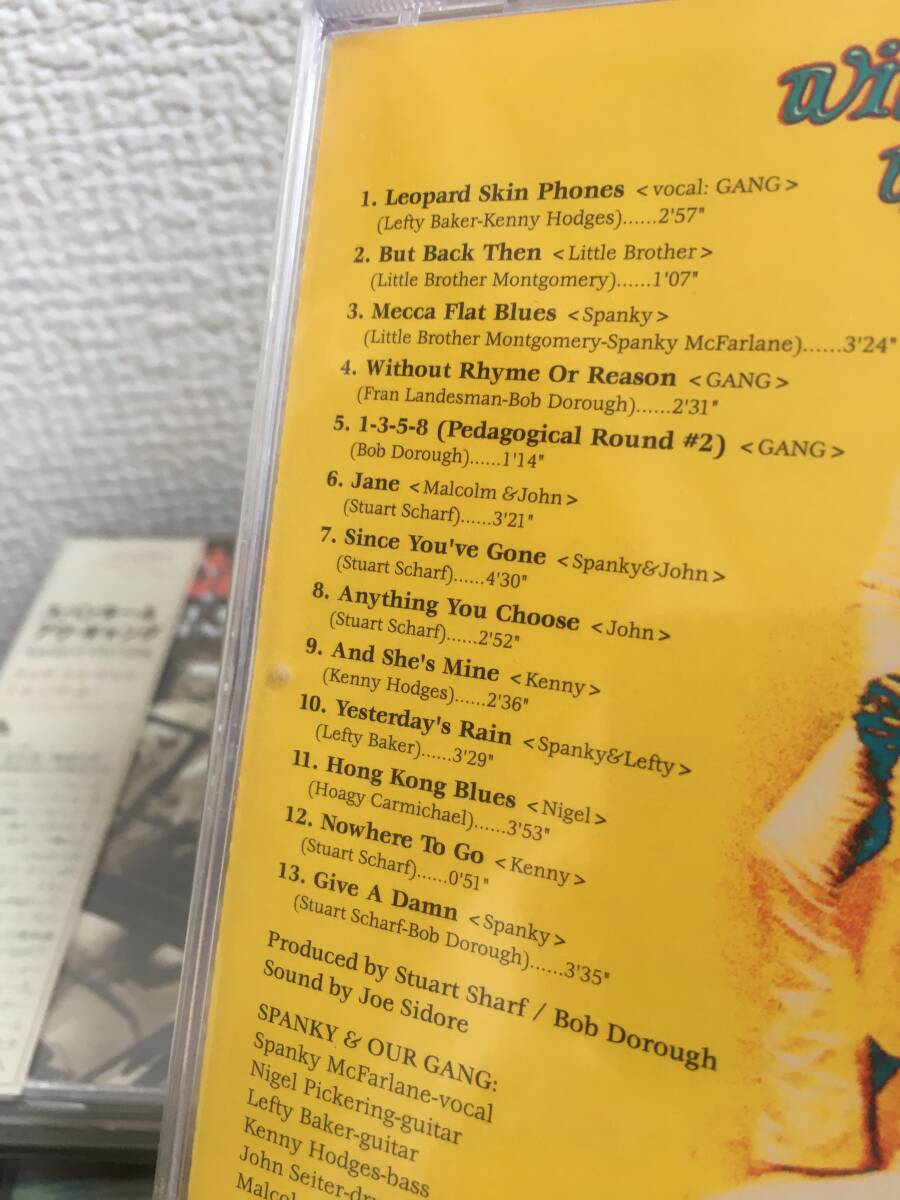 1. Leopard Skin Phones <vocal: GANG>
(Lefty Baker-Kenny Hodges)......2'57"
2. But Back Then <Little Brother>
(Little Brother Montgomery)......1'07"
3. Mecca Flat Blues <Spanky>
(Little Brother Montgomery-Spanky McFarlane)......3'24"
4. Without Rhyme Or Reason <GANG>
(Fran Landesman-Bob Dorough)......2'31"
5. 1-3-5-8 (Pedagogical Round #2) <GANG>
(Bob Dorough)......1'14"
6. Jane <Malcolm &John>
(Stuart Scharf)......3'21"
7. Since You've Gone <Spanky&John>
(Stuart Scharf)......4'30"
8. Anything You Choose <John>
(Stuart Scharf)......2'52"
9. And She's Mine <Kenny>
(Kenny Hodges)......2'36"
10. Yesterday's Rain <Spanky&Lefty>
(Lefty Baker)......3'29"
11. Hong Kong Blues <Nigel>
(Hoagy Carmichael)......3'53"
12. Nowhere To Go <Kenny>
(Stuart Scharf)......0'51"
13. Give A Damn <Spanky>
(Stuart Scharf-Bob Dorough)......3'35"
Produced by Stuart Sharf / Bob Dorough
Sound by Joe Sidore
SPANKY & OUR GANG:
Spanky McFarlane-vocal
Nigel Pickering-guitar
Lefty Baker-guitar
Kenny Hodges-bass
John Seiter-dr
Malco